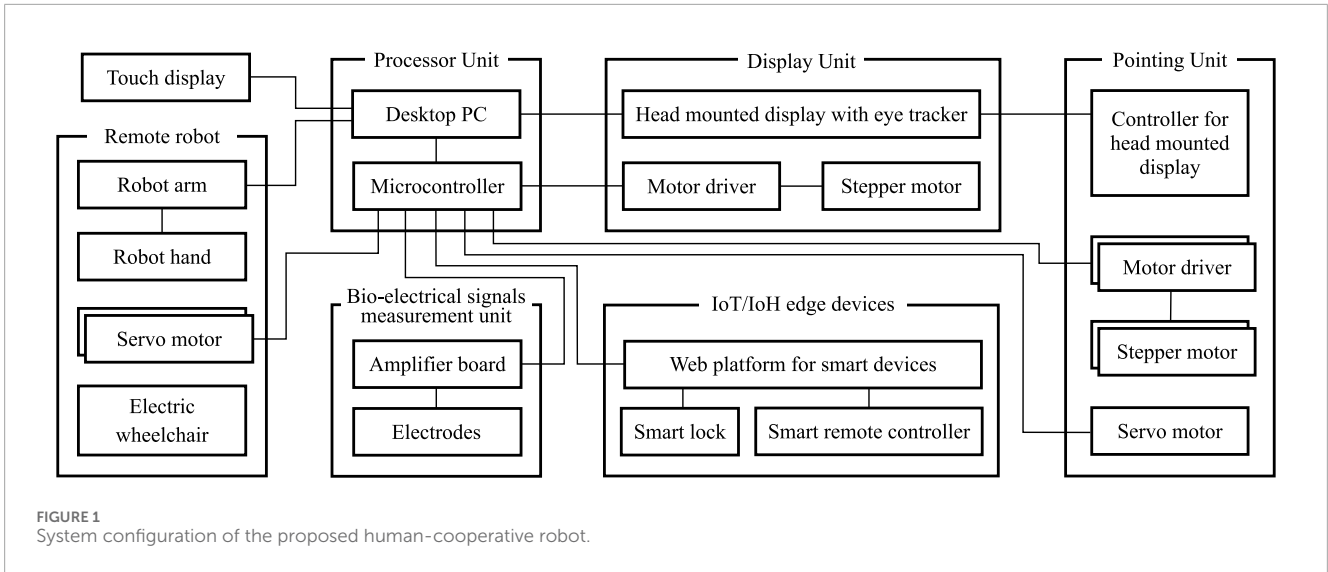 Touch display
Remote robot
Robot arm
Robot hand
Servo motor
Electric
wheelchair
Processor Unit
Desktop PC
Microcontroller
Bio-electrical signals
measurement unit
Amplifier board
Electrodes
Display Unit
Head mounted display with eye tracker
Motor driver
Stepper motor
IoT/IoH edge devices
Web platform for smart devices
Smart lock
Smart remote controller
Pointing Unit
Controller for
head mounted
display
Motor driver
Stepper motor
Servo motor
FIGURE 1
System configuration of the proposed human-cooperative robot.